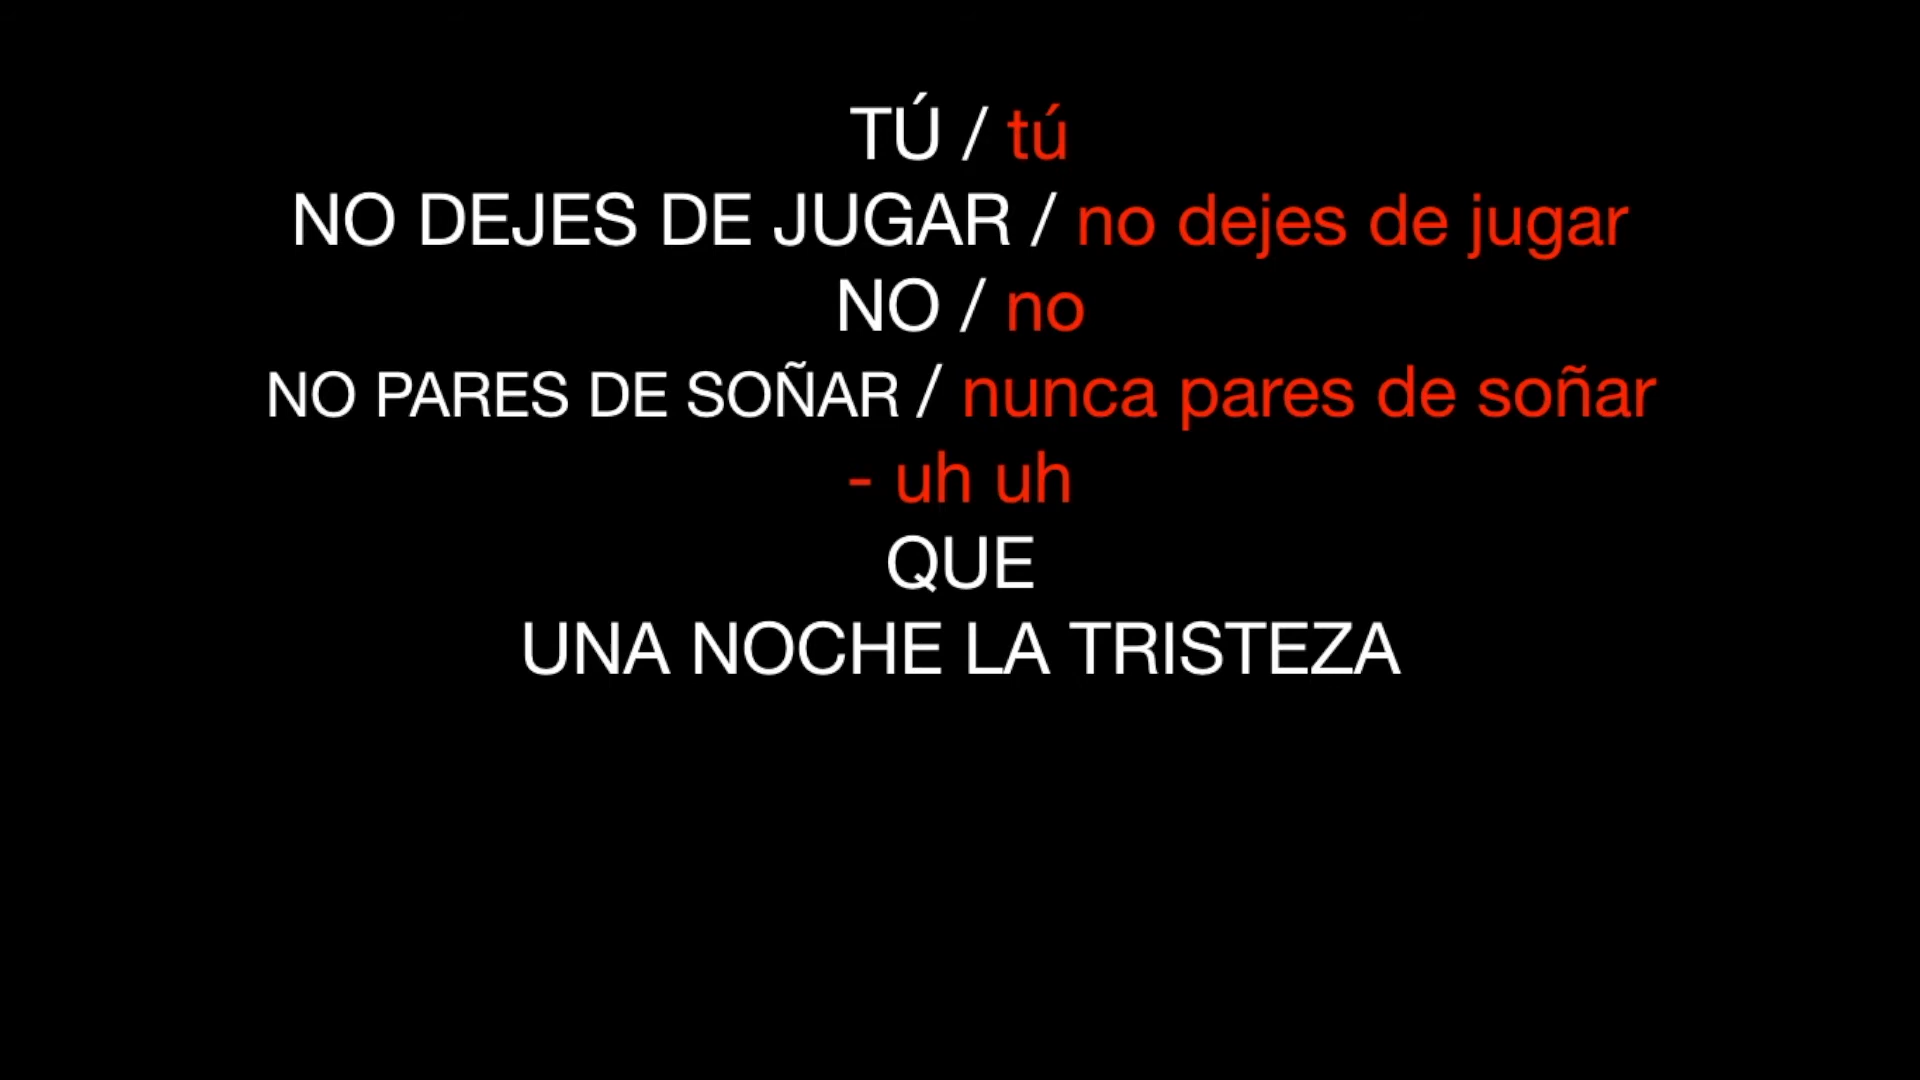 TÚ / tú
NO DEJES DE JUGAR / no dejes de jugar
NO / no
NO PARES DE SOÑAR / nunca pares de soñar
- uh uh
QUE
UNA NOCHE LA TRISTEZA